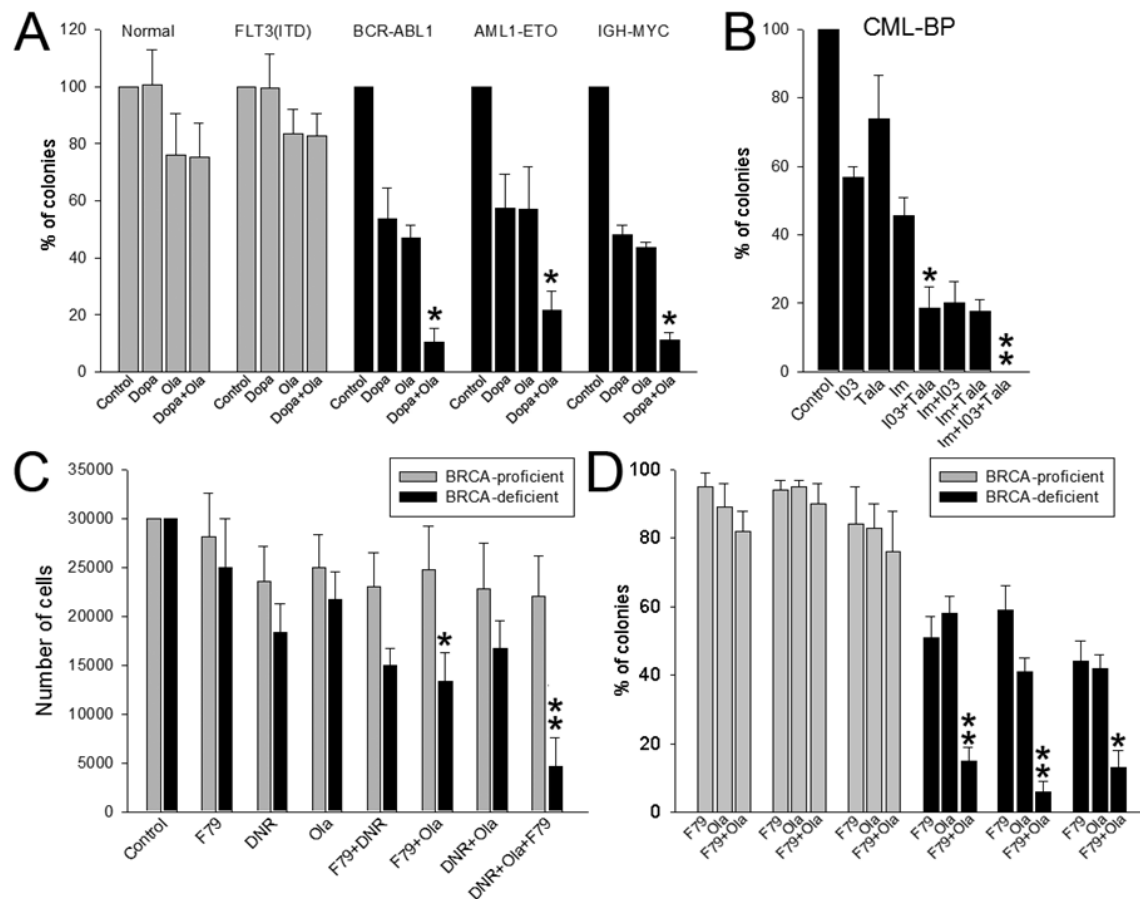 A
Normal FLT3(ITD) BCR-ABL1 AML1-ETO IGH-MYC
% of colonies
120
100
80
60
40
20
0
* * *
Control Dopa Ola Dopa+Ola Control Dopa Ola Dopa+Ola Control Dopa Ola Dopa+Ola Control Dopa Ola Dopa+Ola Control Dopa Ola Dopa+Ola
B
CML-BP
% of colonies
100
80
60
40
20
0
* **
Control I03 Tala Im I03+Tala Im+I03 Im+Tala Im+I03+Tala
C
BRCA-proficient
BRCA-deficient
Number of cells
35000
30000
25000
20000
15000
10000
5000
0
* **
Control F79 DNR Ola F79+DNR F79+Ola DNR+Ola DNR+Ola+F79
D
BRCA-proficient
BRCA-deficient
% of colonies
100
80
60
40
20
0
** ** *
F79 Ola F79+Ola F79 Ola F79+Ola F79 Ola F79+Ola F79 Ola F79+Ola F79 Ola F79+Ola F79 Ola F79+Ola